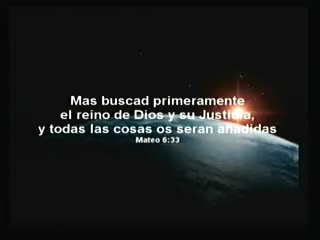 Mas buscad primeramente
el reino de Dios y su Justicia,
y todas las cosas os seran añadidas
Mateo 6:33